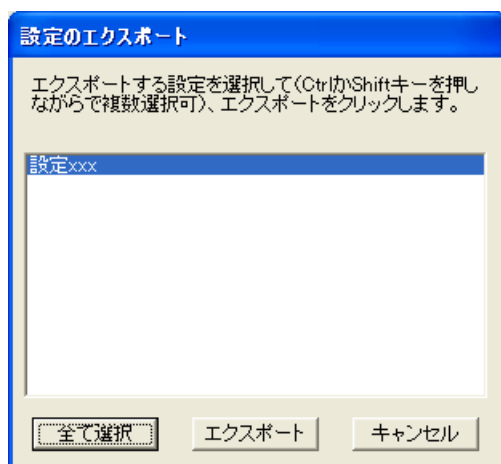 設定のエクスポート
エクスポートする設定を選択して(CtrlかShiftキーを押し
ながらで複数選択可)、エクスポートをクリックします。
設定xxx
全て選択 エクスポート キャンセル